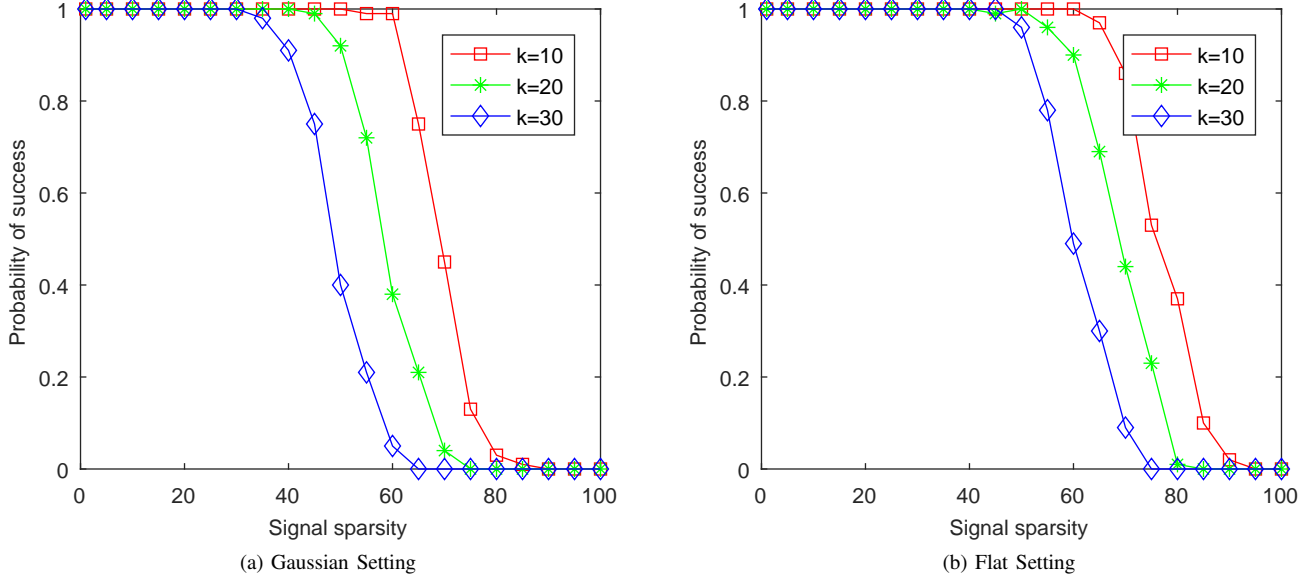 k=10
k=20
k=30
1
0.8
0.6
0.4
0.2
0
0 20 40 60 80 100
Probability of success
Signal sparsity
(a) Gaussian Setting
k=10
k=20
k=30
1
0.8
0.6
0.4
0.2
0
0 20 40 60 80 100
Probability of success
Signal sparsity
(b) Flat Setting